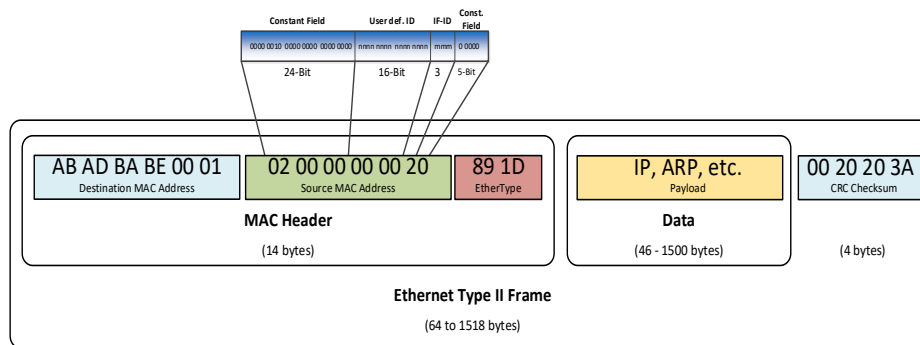 Constant Field User def. ID IF-ID Const. Field
0000 0010 0000 0000 0000 0000 nnnn nnnn nnnn nnnn mmm 0 0000
24-Bit 16-Bit 3 5-Bit
AB AD BA BE 00 01 02 00 00 00 00 20 89 1D IP, ARP, etc. 00 20 20 3A
Destination MAC Address Source MAC Address EtherType Payload CRC Checksum
MAC Header Data
(14 bytes) (46 - 1500 bytes) (4 bytes)
Ethernet Type II Frame
(64 to 1518 bytes)